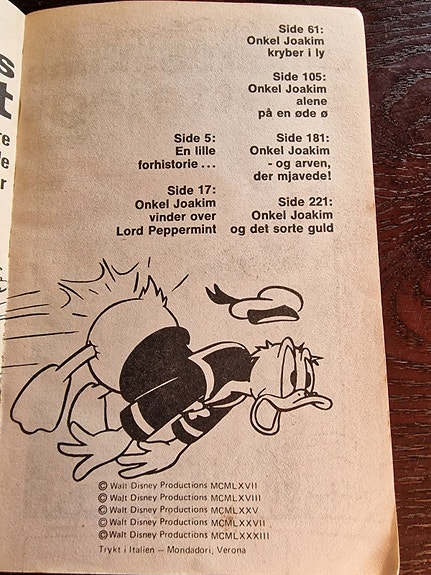 s
t
re
de
r
Side 5:
En lille
forhistorie ...
Side 17:
Onkel Joakim
vinder over
Lord Peppermint
Side 61:
Onkel Joakim
kryber i ly
Side 105:
Onkel Joakim
alene
på en øde ø
Side 181:
Onkel Joakim
- og arven,
der mjavede!
Side 221:
Onkel Joakim
og det sorte guld
© Walt Disney Productions MCMLXVII
© Walt Disney Productions MCMLXVIII
© Walt Disney Productions MCMLXXV
© Walt Disney Productions MCMLXXVII
© Walt Disney Productions MCMLXXXIII
Trykt i Italien – Mondadori, Verona